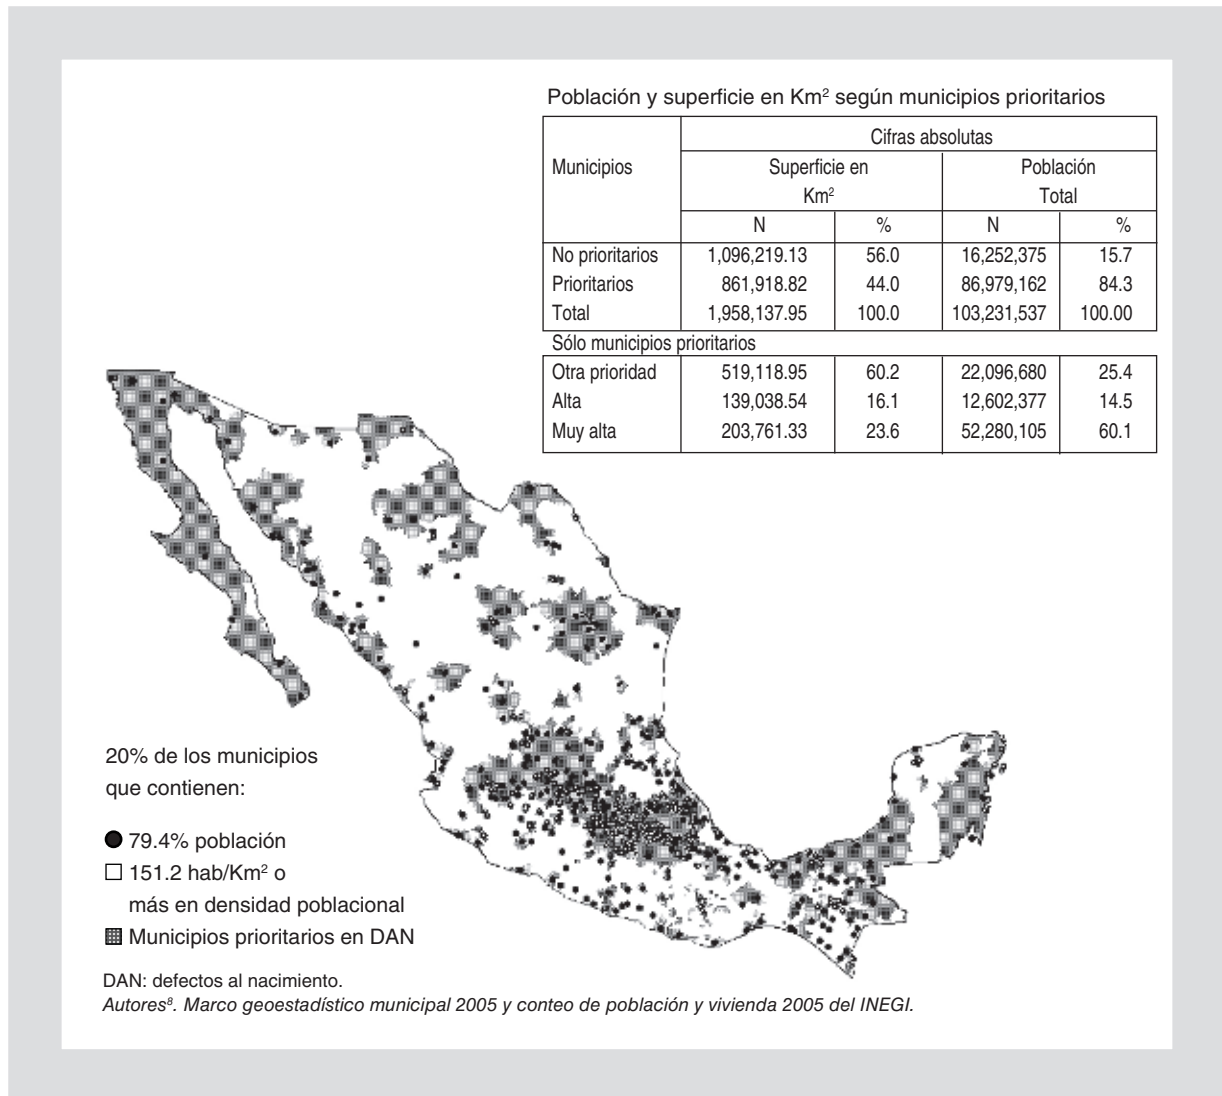 Población y superficie en Km² según municipios prioritarios
Municipios
Cifras absolutas
Superficie en
Km²
Población
Total
N % N %
No prioritarios 1,096,219.13 56.0 16,252,375 15.7
Prioritarios 861,918.82 44.0 86,979,162 84.3
Total 1,958,137.95 100.0 103,231,537 100.00
Sólo municipios prioritarios
Otra prioridad 519,118.95 60.2 22,096,680 25.4
Alta 139,038.54 16.1 12,602,377 14.5
Muy alta 203,761.33 23.6 52,280,105 60.1
20% de los municipios
que contienen:
79.4% población
151.2 hab/Km² o
más en densidad poblacional
Municipios prioritarios en DAN
DAN: defectos al nacimiento.
Autores⁸. Marco geoestadístico municipal 2005 y conteo de población y vivienda 2005 del INEGI.